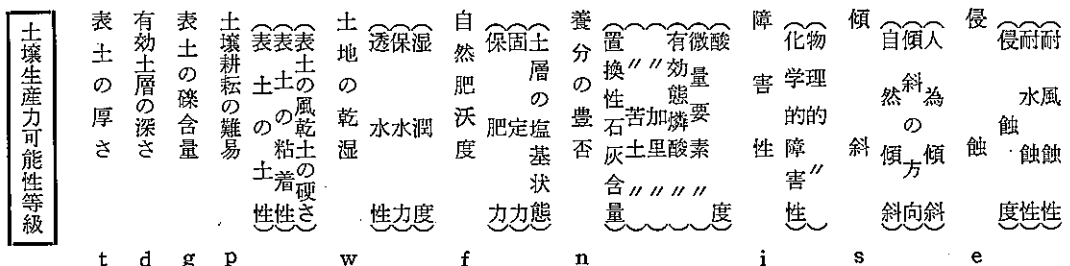 土壌生産力可能性等級
表土の厚さ t
有効土層の深さ d
表土の礫含量 g
土壌耕耘の難易 p
(表土の土性)
(表土の粘着性)
(表土の風乾土の硬さ)
土地の乾湿 w
(透水性)
(保水力)
(湿潤度)
自然肥沃度 f
(保肥力)
(固定力)
(土層の塩基状態)
養分の豊否 n
(置換性石灰含量)
(〃苦土〃)
(〃加里〃)
(有効態燐酸〃)
(微量要素〃)
(酸度)
障害性 i
(化学的障害性)
(物理的〃)
傾斜 s
(自然傾斜)
(傾斜の方向)
(人為傾斜)
侵蝕 e
(侵蝕度)
(耐水蝕性)
(耐風蝕性)